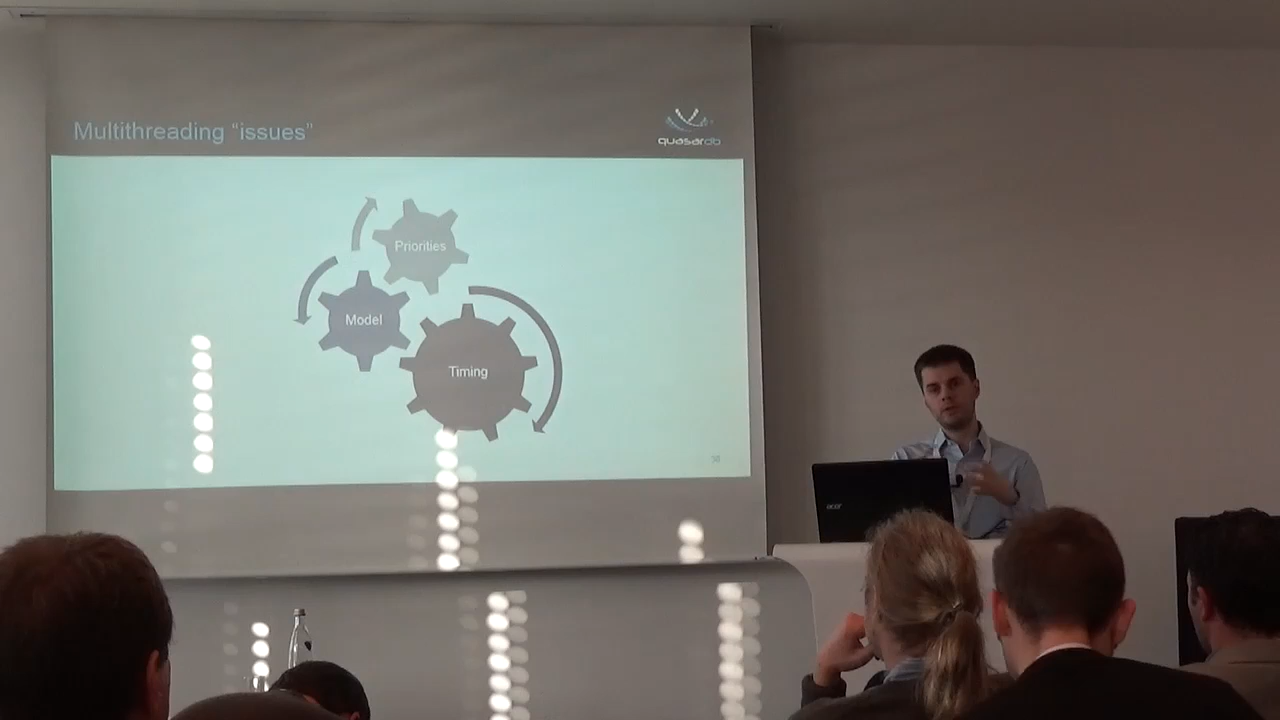 Multithreading “issues”
quasardb
Priorities
Model
Timing
acer